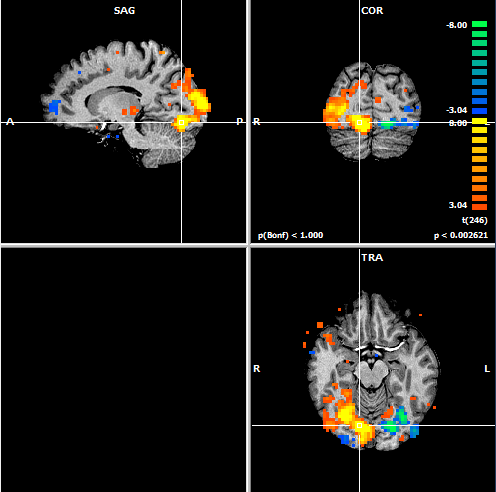 SAG
A
P
COR
R
L
-8.00
-3.04
8.00
3.04
t(246)
p(Bonf) < 1.000
p < 0.002621
TRA
R
L